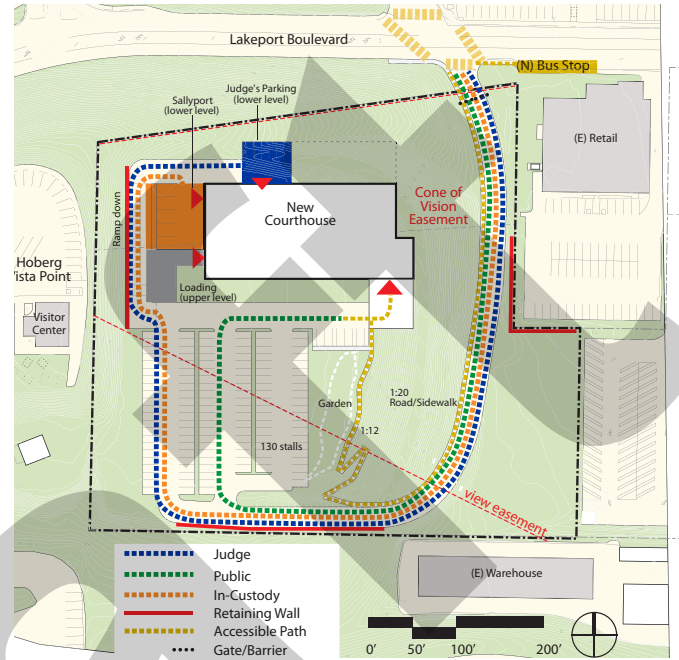 Lakeport Boulevard
(N) Bus Stop
Judge's Parking
(lower level)
Sallyport
(lower level)
(E) Retail
New
Courthouse
Cone of
Vision
Easement
Ramp down
Hoberg
Vista Point
Loading
(upper level)
Visitor
Center
1:20
Road/Sidewalk
Garden
1:12
130 stalls
view easement
(E) Warehouse
Judge
Public
In-Custody
Retaining Wall
Accessible Path
Gate/Barrier
0' 50' 100' 200'